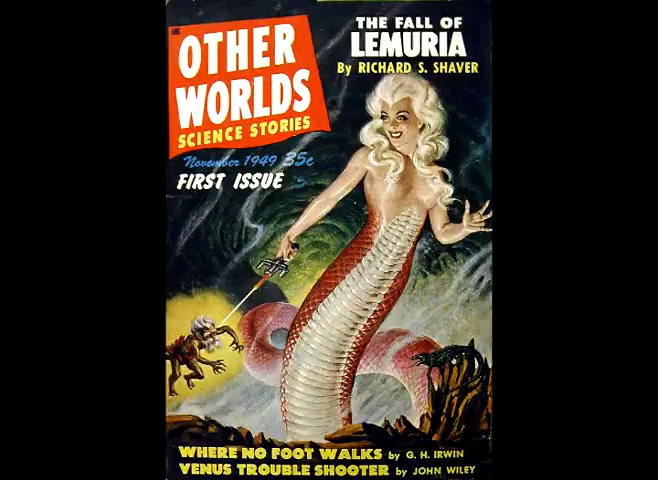 OTHER
WORLDS
SCIENCE STORIES
November 1949 35c
FIRST ISSUE
THE FALL OF
LEMURIA
By RICHARD S. SHAVER
WHERE NO FOOT WALKS by G. H. IRWIN
VENUS TROUBLE SHOOTER by JOHN WILEY